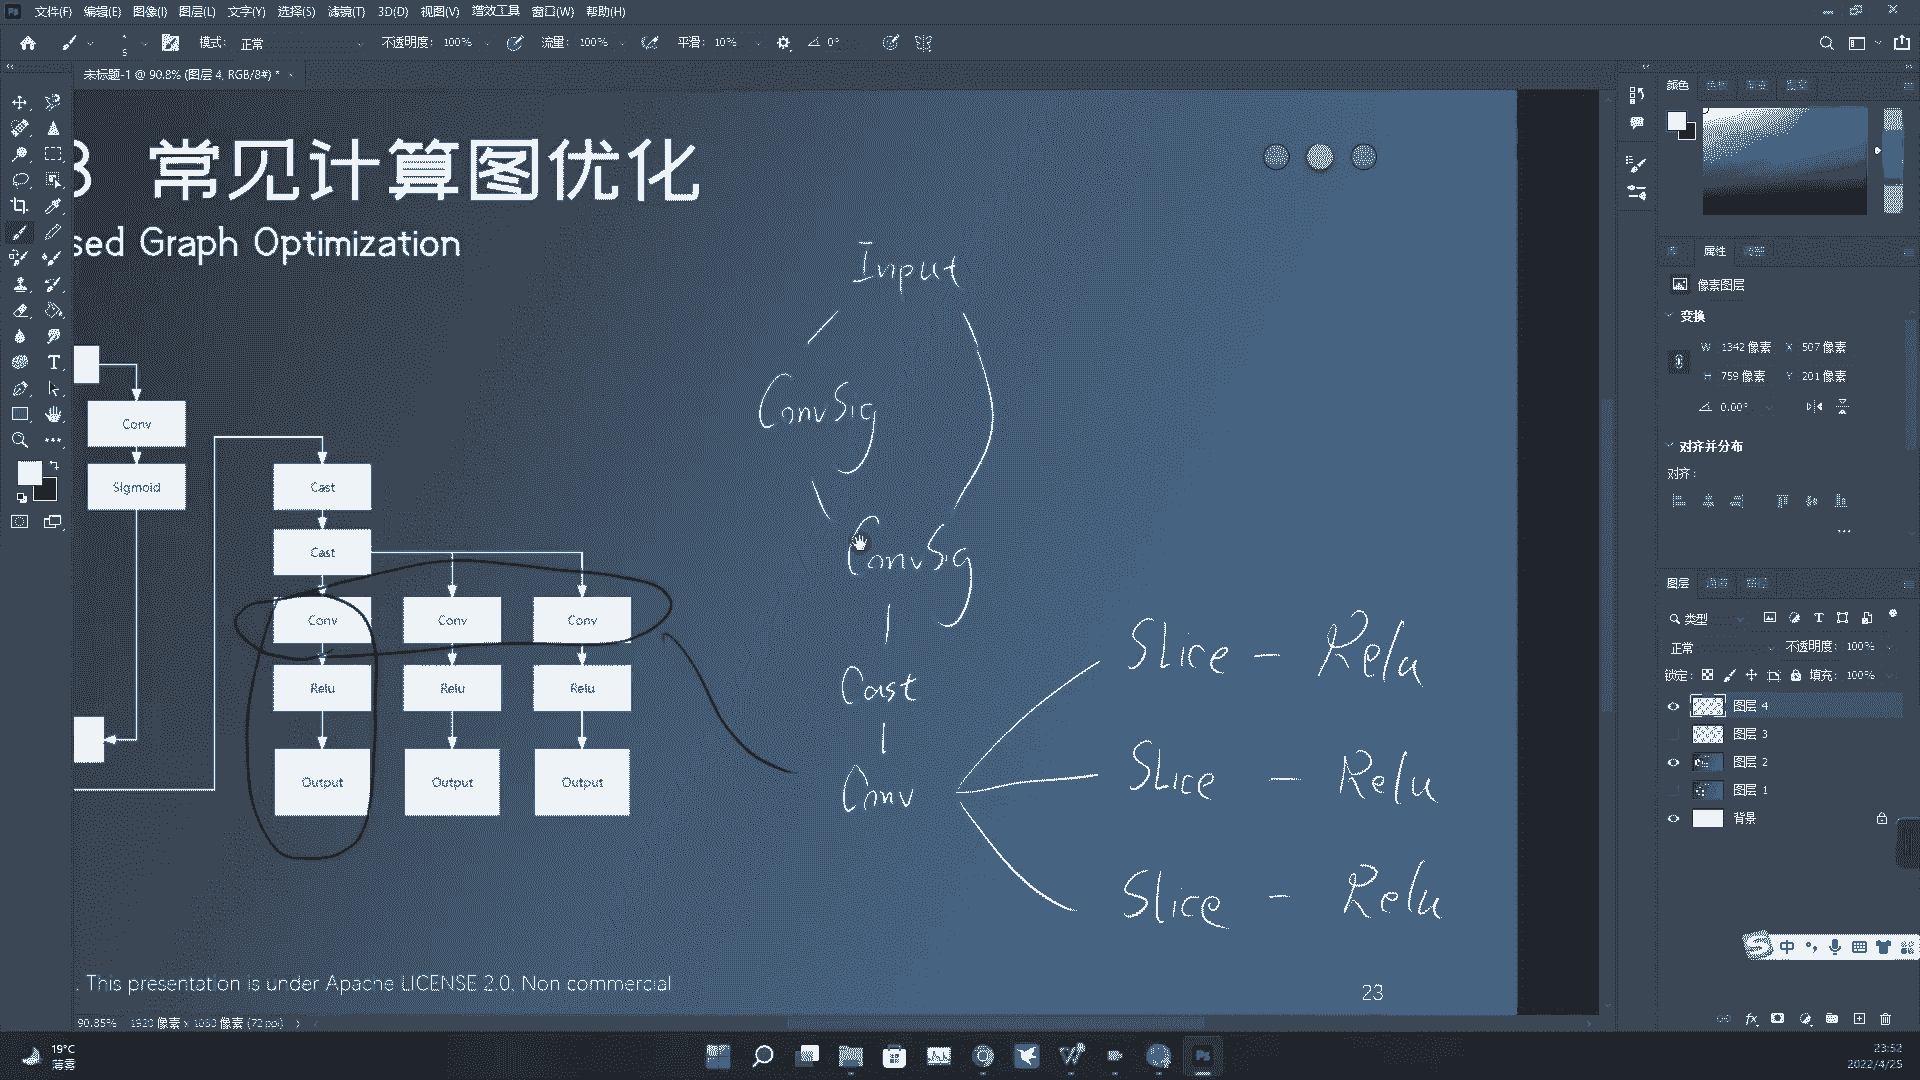 文件(F) 编辑(E) 图像(I) 图层(L) 文字(Y) 选择(S) 滤镜(T) 3D(D) 视图(V) 增效工具 窗口(W) 帮助(H)
模式: 正常 不透明度: 100% 流量: 100% 平滑: 10% 0°
未标题-1 @ 90.8% (图层 4, RGB/8#) *
颜色
3 常见计算图优化
sed Graph Optimization
Input
ConvSig
ConvSig
Cast
Conv
Slice - Relu
Slice - Relu
Slice - Relu
Conv
Sigmoid
Cast
Cast
Conv Conv Conv
Relu Relu Relu
Output Output Output
. This presentation is under Apache LICENSE 2.0. Non commercial
23
属性
像素图层
变换
W 1342 像素 X 507 像素
H 759 像素 Y 201 像素
0.00°
对齐并分布
对齐:
图层
类型
正常 不透明度: 100%
锁定: 填充: 100%
图层 4
图层 3
图层 2
图层 1
背景
中
90.85% 1920 像素 x 1080 像素 (72 ppi)
19°C
薄雾
23:52
2022/4/25